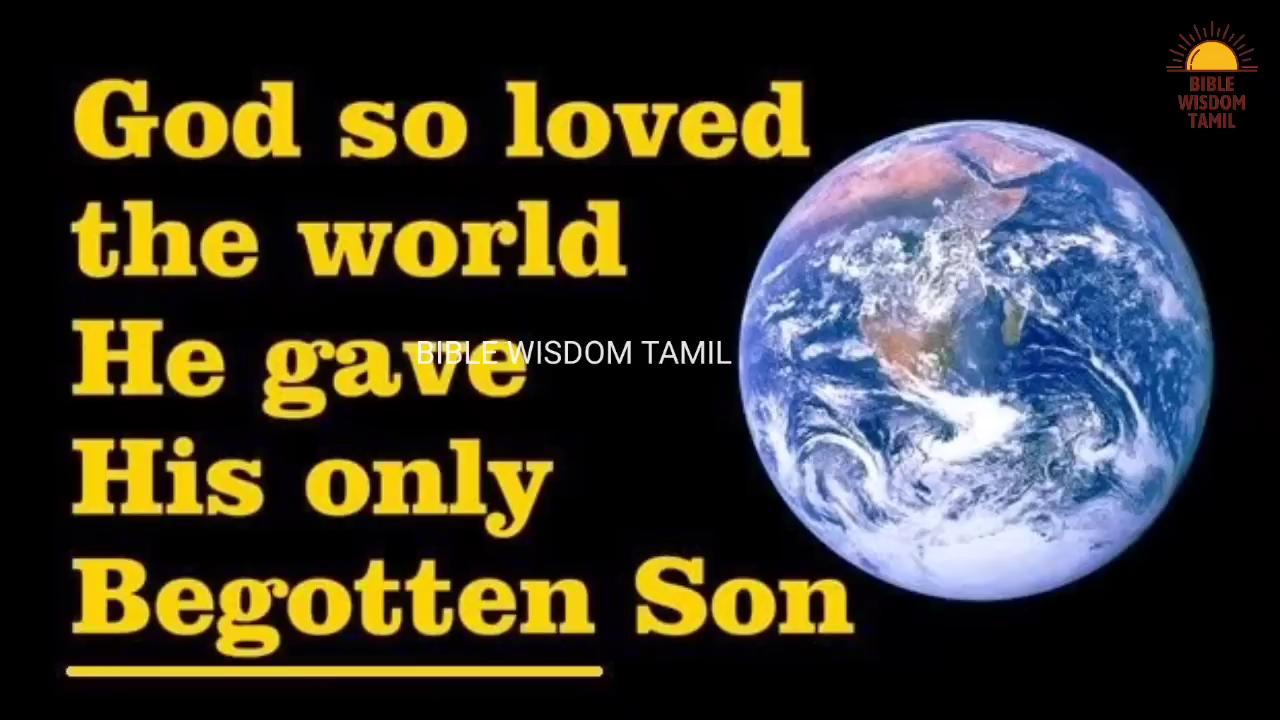 God so loved
the world
He gave
His only
Begotten Son
BIBLE WISDOM TAMIL
BIBLE
WISDOM
TAMIL